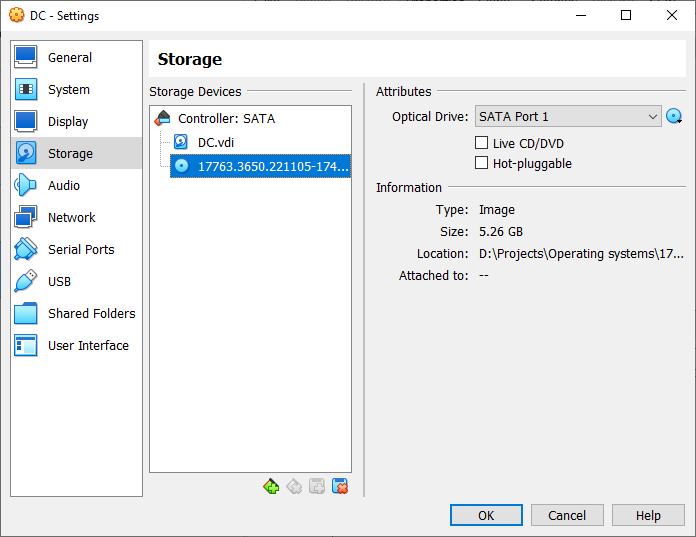 DC - Settings
General
System
Display
Storage
Audio
Network
Serial Ports
USB
Shared Folders
User Interface
Storage
Storage Devices
Controller: SATA
DC.vdi
17763.3650.221105-174...
Attributes
Optical Drive: SATA Port 1
Live CD/DVD
Hot-pluggable
Information
Type: Image
Size: 5.26 GB
Location: D:\Projects\Operating systems\17...
Attached to: --
OK Cancel Help